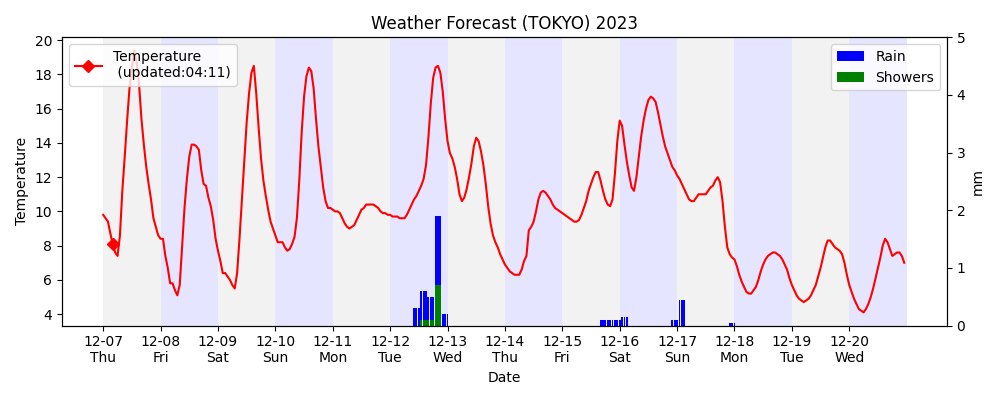 Weather Forecast (TOKYO) 2023
Temperature
(updated:04:11)
Rain
Showers
20
18
16
14
12
10
8
6
4
Temperature
5
4
3
2
1
0
mm
12-07 12-08 12-09 12-10 12-11 12-12 12-13 12-14 12-15 12-16 12-17 12-18 12-19 12-20
Thu Fri Sat Sun Mon Tue Wed Thu Fri Sat Sun Mon Tue Wed
Date